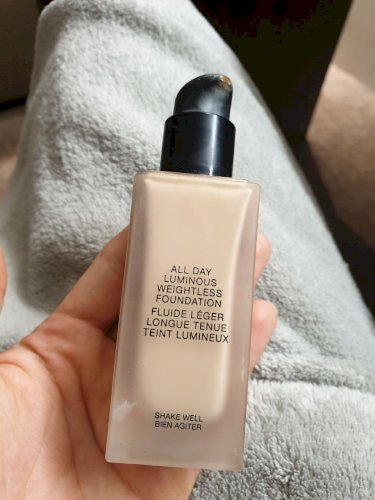 ALL DAY
LUMINOUS
WEIGHTLESS
FOUNDATION
FLUIDE LÉGER
LONGUE TENUE
TEINT LUMINEUX
SHAKE WELL
BIEN AGITER